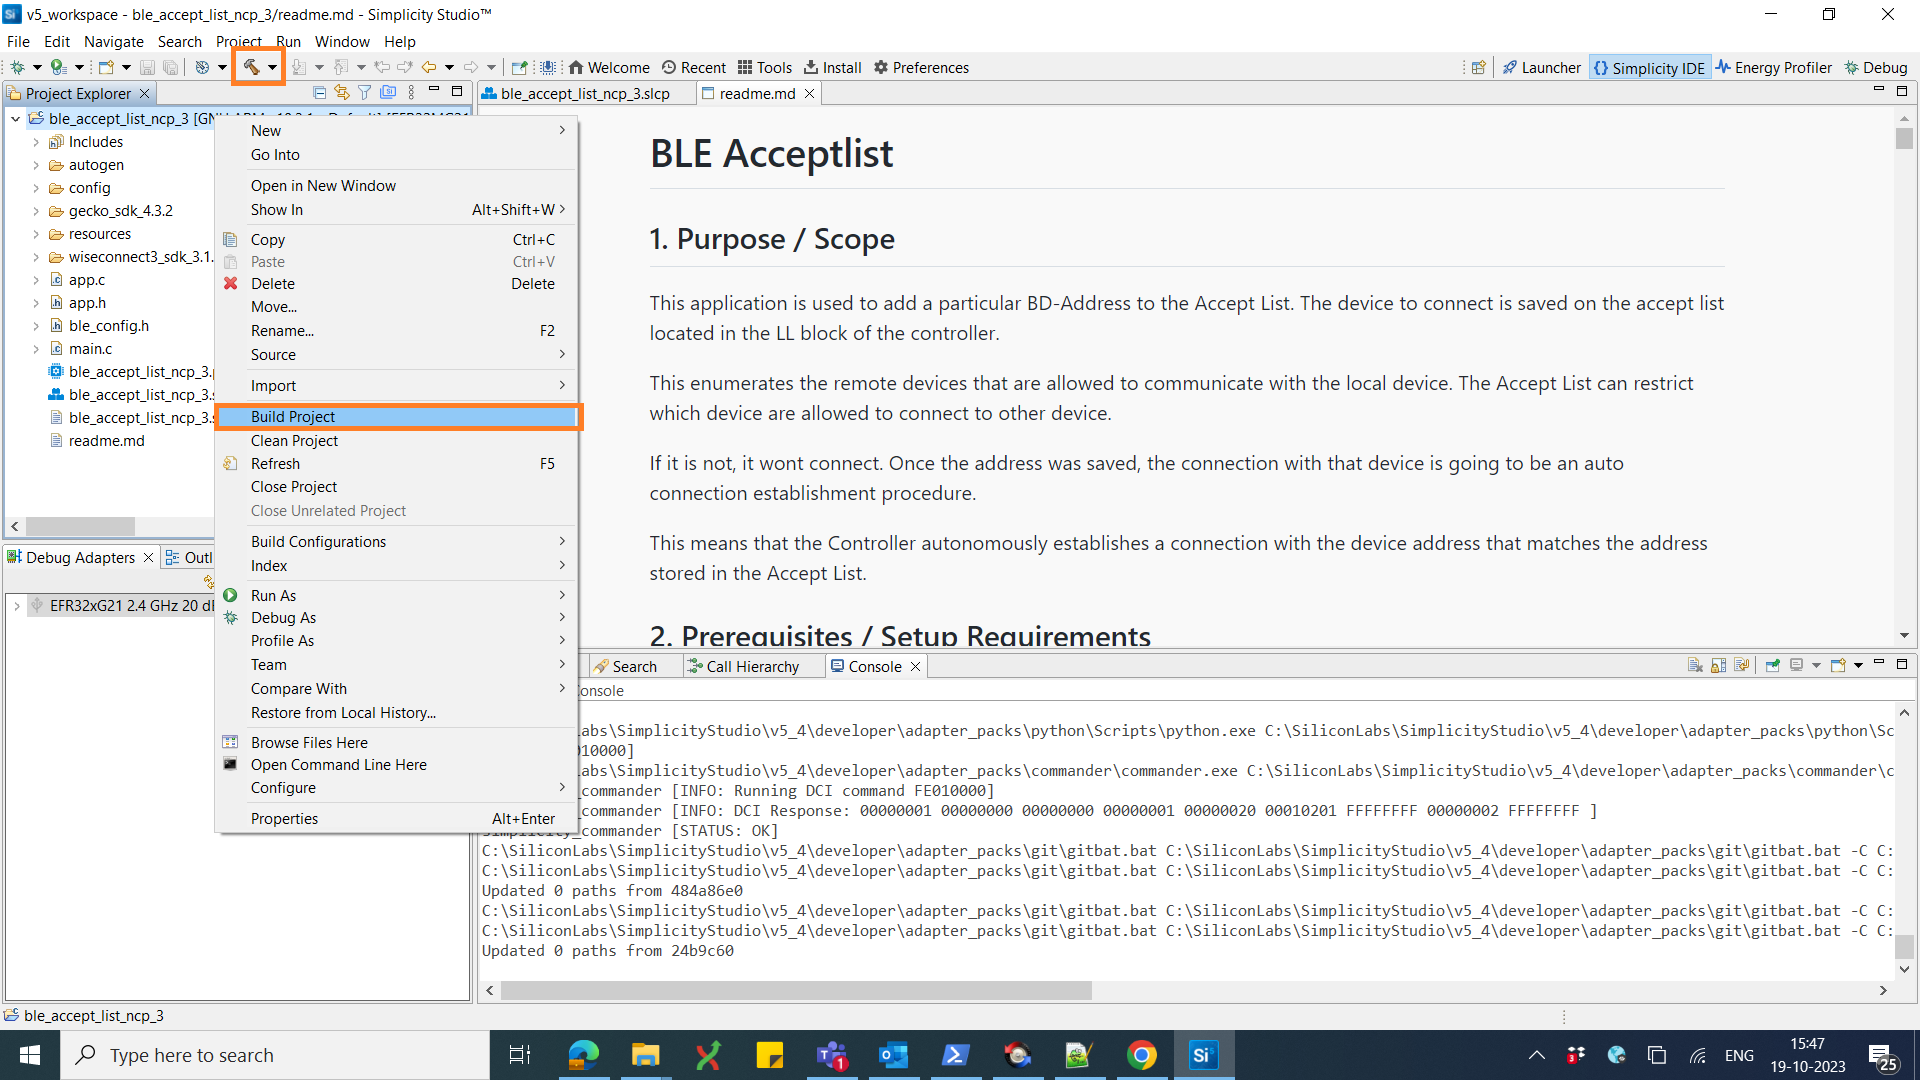 v5_workspace - ble_accept_list_ncp_3/readme.md - Simplicity Studio™
File Edit Navigate Search Project Run Window Help
Welcome Recent Tools Install Preferences
Launcher {} Simplicity IDE Energy Profiler Debug
Project Explorer
ble_accept_list_ncp_3
Includes
autogen
config
gecko_sdk_4.3.2
resources
wiseconnect3_sdk_3.1.
app.c
app.h
ble_config.h
main.c
ble_accept_list_ncp_3.
ble_accept_list_ncp_3.
ble_accept_list_ncp_3.
readme.md
Debug Adapters Outl
EFR32xG21 2.4 GHz 20 dB
New
Go Into
Open in New Window
Show In Alt+Shift+W
Copy Ctrl+C
Paste Ctrl+V
Delete Delete
Move...
Rename... F2
Source
Import
Build Project
Clean Project
Refresh F5
Close Project
Close Unrelated Project
Build Configurations
Index
Run As
Debug As
Profile As
Team
Compare With
Restore from Local History...
Browse Files Here
Open Command Line Here
Configure
Properties Alt+Enter
ble_accept_list_ncp_3.slcp readme.md
BLE Acceptlist
1. Purpose / Scope
This application is used to add a particular BD-Address to the Accept List. The device to connect is saved on the accept list
located in the LL block of the controller.
This enumerates the remote devices that are allowed to communicate with the local device. The Accept List can restrict
which device are allowed to connect to other device.
If it is not, it wont connect. Once the address was saved, the connection with that device is going to be an auto
connection establishment procedure.
This means that the Controller autonomously establishes a connection with the device address that matches the address
stored in the Accept List.
2. Prerequisites / Setup Requirements
Search Call Hierarchy Console
onsole
Labs\SimplicityStudio\v5_4\developer\adapter_packs\python\Scripts\python.exe C:\SiliconLabs\SimplicityStudio\v5_4\developer\adapter_packs\python\Sc
010000]
Labs\SimplicityStudio\v5_4\developer\adapter_packs\commander\commander.exe C:\SiliconLabs\SimplicityStudio\v5_4\developer\adapter_packs\commander\c
commander [INFO: Running DCI command FE010000]
commander [INFO: DCI Response: 00000001 00000000 00000000 00000001 00000020 00010201 FFFFFFFF 00000002 FFFFFFFF ]
simplicity_commander [STATUS: OK]
C:\SiliconLabs\SimplicityStudio\v5_4\developer\adapter_packs\git\gitbat.bat C:\SiliconLabs\SimplicityStudio\v5_4\developer\adapter_packs\git\gitbat.bat -C C:
C:\SiliconLabs\SimplicityStudio\v5_4\developer\adapter_packs\git\gitbat.bat C:\SiliconLabs\SimplicityStudio\v5_4\developer\adapter_packs\git\gitbat.bat -C C:
Updated 0 paths from 484a86e0
C:\SiliconLabs\SimplicityStudio\v5_4\developer\adapter_packs\git\gitbat.bat C:\SiliconLabs\SimplicityStudio\v5_4\developer\adapter_packs\git\gitbat.bat -C C:
C:\SiliconLabs\SimplicityStudio\v5_4\developer\adapter_packs\git\gitbat.bat C:\SiliconLabs\SimplicityStudio\v5_4\developer\adapter_packs\git\gitbat.bat -C C:
Updated 0 paths from 24b9c60
ble_accept_list_ncp_3
Type here to search
1
Si
3
ENG
15:47
19-10-2023
25